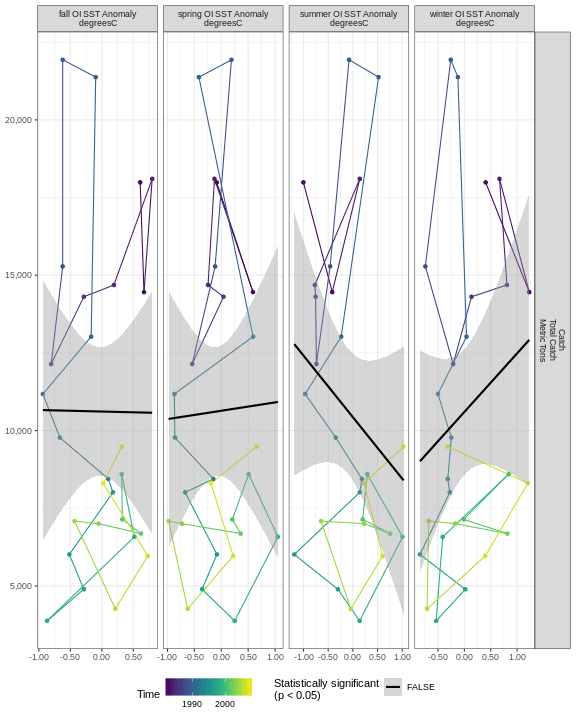 fall OI SST Anomaly
degreesC
spring OI SST Anomaly
degreesC
summer OI SST Anomaly
degreesC
winter OI SST Anomaly
degreesC
20,000
15,000
10,000
5,000
Catch
Total Catch
Metric Tons
-1.00 -0.50 0.00 0.50
-1.00 -0.50 0.00 0.50 1.00
-1.00 -0.50 0.00 0.50 1.00
-0.50 0.00 0.50 1.00
Time
1990 2000
Statistically significant
(p < 0.05)
FALSE